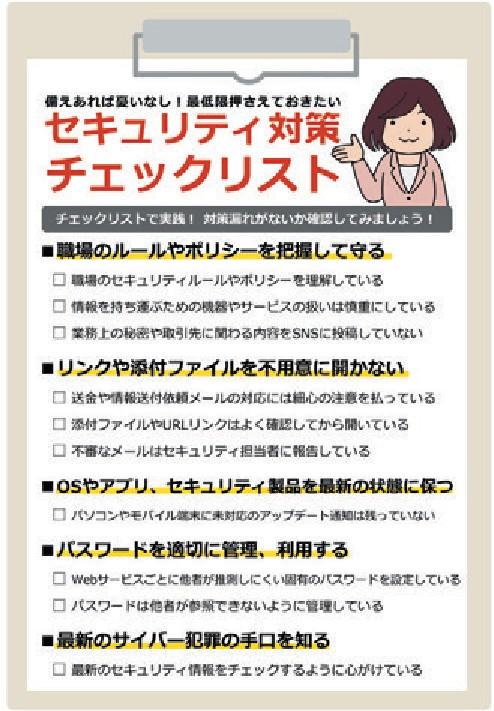 備えあれば憂いなし！最低限押さえておきたい
セキュリティ対策
チェックリスト
チェックリストで実践！ 対策漏れがないか確認してみましょう！
■職場のルールやポリシーを把握して守る
□ 職場のセキュリティルールやポリシーを理解している
□ 情報を持ち運ぶための機器やサービスの扱いは慎重にしている
□ 業務上の秘密や取引先に関わる内容をSNSに投稿していない
■リンクや添付ファイルを不用意に開かない
□ 送金や情報送付依頼メールの対応には細心の注意を払っている
□ 添付ファイルやURLリンクはよく確認してから開いている
□ 不審なメールはセキュリティ担当者に報告している
■OSやアプリ、セキュリティ製品を最新の状態に保つ
□ パソコンやモバイル端末に未対応のアップデート通知は残っていない
■パスワードを適切に管理、利用する
□ Webサービスごとに他者が推測しにくい固有のパスワードを設定している
□ パスワードは他者が参照できないように管理している
■最新のサイバー犯罪の手口を知る
□ 最新のセキュリティ情報をチェックするように心がけている